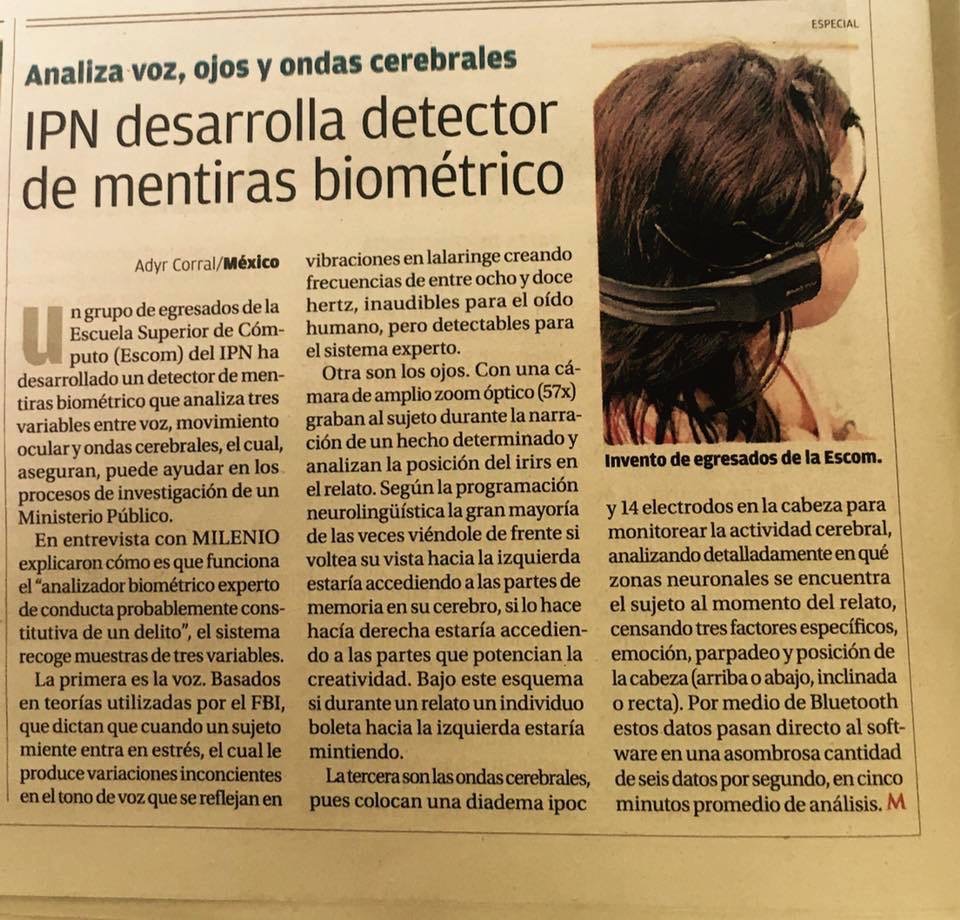 ESPECIAL
Analiza voz, ojos y ondas cerebrales
IPN desarrolla detector
de mentiras biométrico
Adyr Corral/México
un grupo de egresados de la
Escuela Superior de Cóm-
puto (Escom) del IPN ha
desarrollado un detector de men-
tiras biométrico que analiza tres
variables entre voz, movimiento
ocular y ondas cerebrales, el cual,
aseguran, puede ayudar en los
procesos de investigación de un
Ministerio Público.
En entrevista con MILENIO
explicaron cómo es que funciona
el “analizador biométrico experto
de conducta probablemente cons-
titutiva de un delito”, el sistema
recoge muestras de tres variables.
La primera es la voz. Basados
en teorías utilizadas por el FBI,
que dictan que cuando un sujeto
miente entra en estrés, el cual le
produce variaciones inconcientes
en el tono de voz que se reflejan en
vibraciones en lalaringe creando
frecuencias de entre ocho y doce
hertz, inaudibles para el oído
humano, pero detectables para
el sistema experto.
Otra son los ojos. Con una cá-
mara de amplio zoom óptico (57x)
graban al sujeto durante la narra-
ción de un hecho determinado y
analizan la posición del irirs en
el relato. Según la programación
neurolingüística la gran mayoría
de las veces viéndole de frente si
voltea su vista hacia la izquierda
estaría accediendo a las partes de
memoria en su cerebro, si lo hace
hacía derecha estaría accedien-
do a las partes que potencian la
creatividad. Bajo este esquema
si durante un relato un individuo
boleta hacia la izquierda estaría
mintiendo.
La tercera son las ondas cerebrales,
pues colocan una diadema ipoc
Invento de egresados de la Escom.
y 14 electrodos en la cabeza para
monitorear la actividad cerebral,
analizando detalladamente en qué
zonas neuronales se encuentra
el sujeto al momento del relato,
censando tres factores específicos,
emoción, parpadeo y posición de
la cabeza (arriba o abajo, inclinada
o recta). Por medio de Bluetooth
estos datos pasan directo al soft-
ware en una asombrosa cantidad
de seis datos por segundo, en cinco
minutos promedio de análisis. M